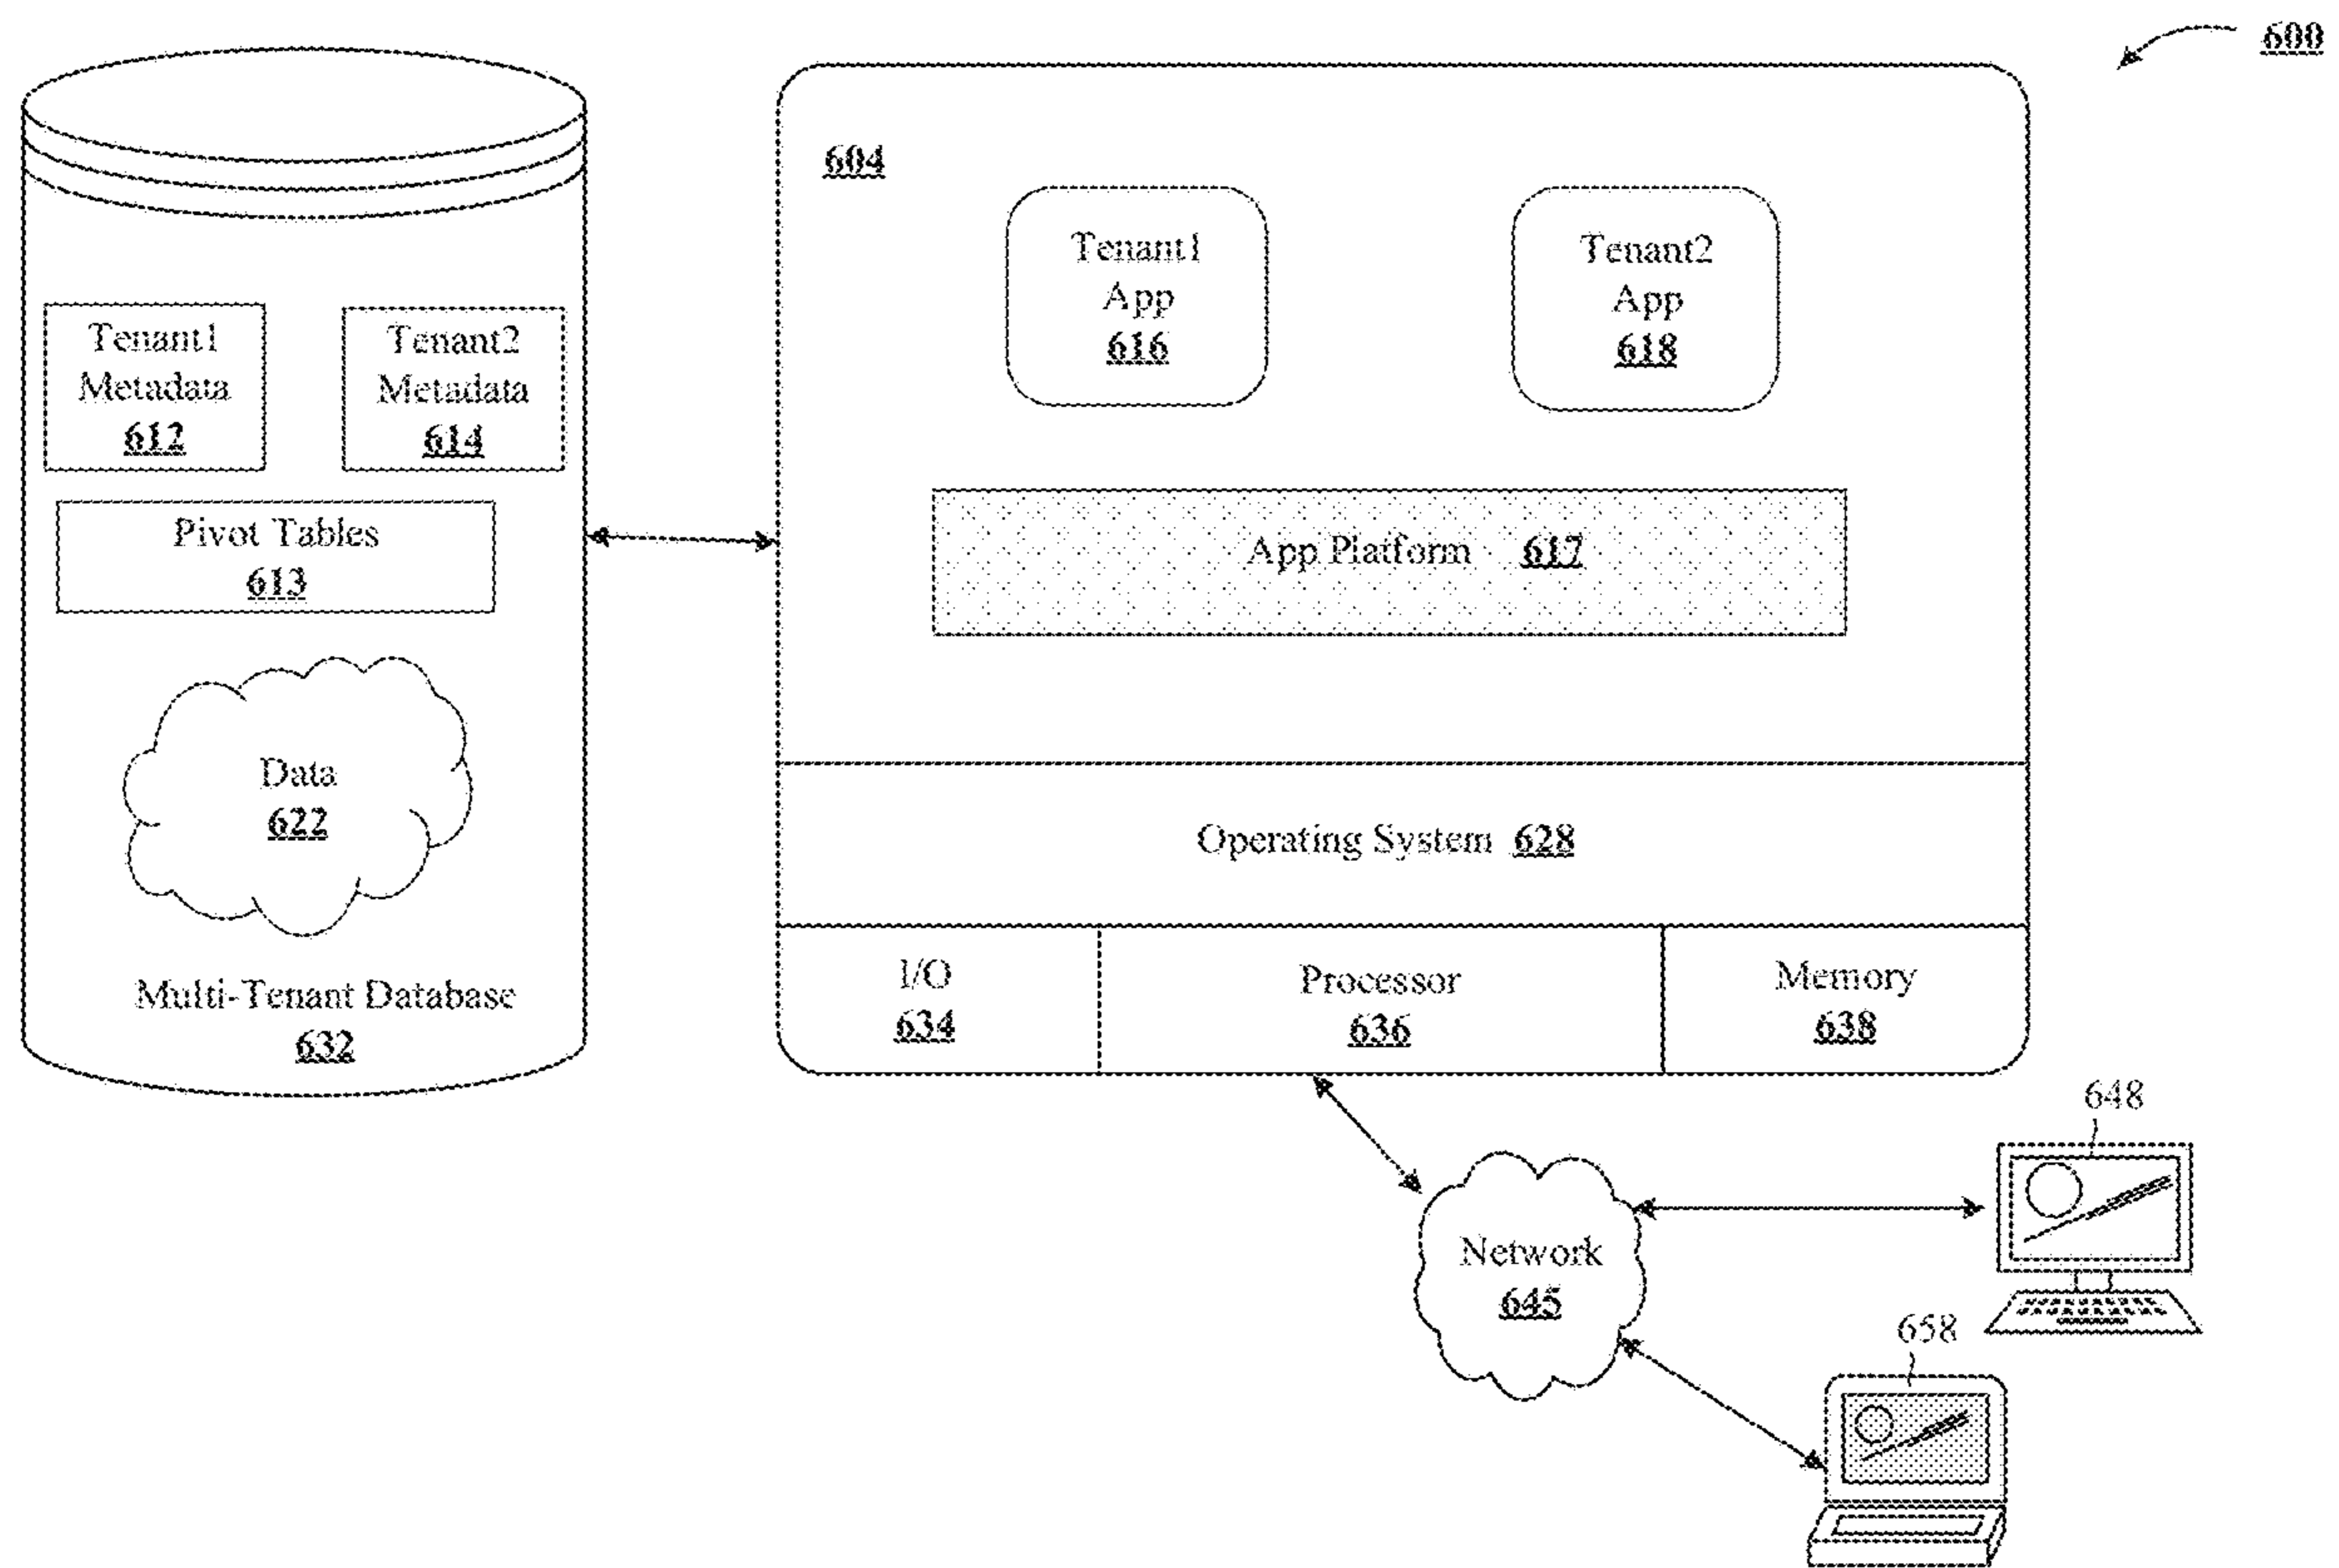 600
604
Tenant1
App
616
Tenant2
App
618
Tenant1
Metadata
612
Tenant2
Metadata
614
Pivot Tables
613
App Platform 617
Data
622
Operating System 628
Multi-Tenant Database
632
I/O
634
Processor
636
Memory
638
648
Network
645
658